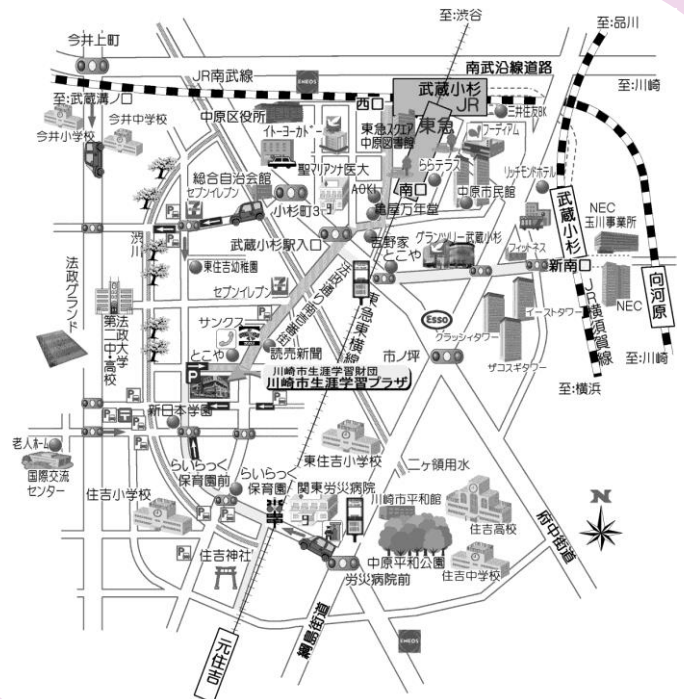 至:渋谷
至:品川
今井上町
南武沿線道路
JR南武線
ENEOS
武蔵小杉
JR
至:川崎
至:武蔵溝ノ口
西口
三井住友BK
今井中学校
今井小学校
中原区役所
イトーヨーカドー
東急スクエア
中原図書館
東急
フーディアム
聖マリアンナ医大
ららテラス
リッチモンドホテル
総合自治会館
セブンイレブン
AOKI
南口
中原市民館
武蔵小杉
NEC
玉川事業所
小杉町3
亀屋万年堂
渋川
武蔵小杉駅入口
吉野家
とこや
グランツリー武蔵小杉
フィットネス
東住吉幼稚園
新南口
向河原
法政グランド
セブンイレブン
法政通り商店街
東急東横線
イーストタワー
NEC
法政大学
第二中・高校
サンクス
Esso
クラッシィタワー
JR横須賀線
とこや
読売新聞
市ノ坪
ザコスギタワー
至:川崎
P
川崎市生涯学習財団
川崎市生涯学習プラザ
至:横浜
新日本学園
老人ホーム
国際交流
センター
らいらっく
保育園前
らいらっく
保育園
東住吉小学校
二ヶ領用水
関東労災病院
住吉小学校
川崎市平和館
住吉高校
N
府中街道
住吉神社
中原平和公園
労災病院前
住吉中学校
元住吉
綱島街道
ENEOS